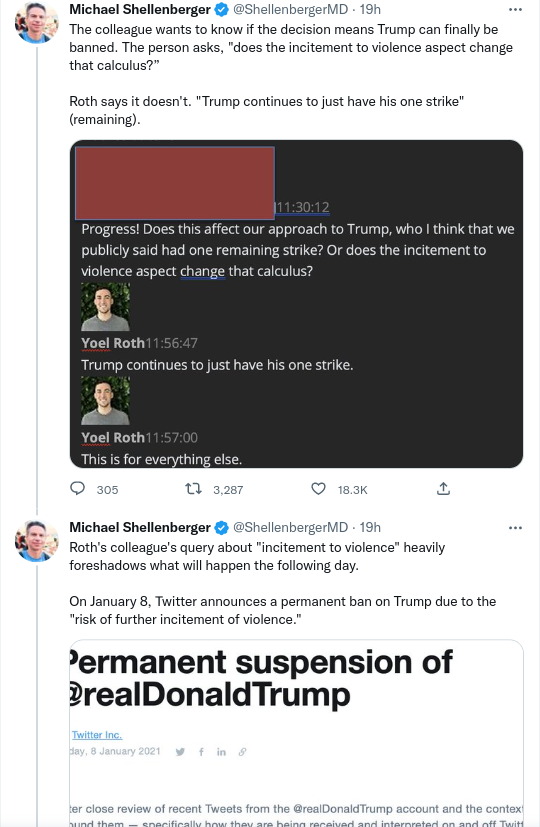 Michael Shellenberger @ShellenbergerMD · 19h
The colleague wants to know if the decision means Trump can finally be
banned. The person asks, "does the incitement to violence aspect change
that calculus?”
Roth says it doesn't. "Trump continues to just have his one strike"
(remaining).
11:30:12
Progress! Does this affect our approach to Trump, who I think that we
publicly said had one remaining strike? Or does the incitement to
violence aspect change that calculus?
Yoel Roth11:56:47
Trump continues to just have his one strike.
Yoel Roth11:57:00
This is for everything else.
305 3,287 18.3K
Michael Shellenberger @ShellenbergerMD · 19h
Roth's colleague's query about "incitement to violence" heavily
foreshadows what will happen the following day.
On January 8, Twitter announces a permanent ban on Trump due to the
"risk of further incitement of violence."
Permanent suspension of
@realDonaldTrump
Twitter Inc.
day, 8 January 2021
ter close review of recent Tweets from the @realDonaldTrump account and the context
ound them — specifically how they are being received and interpreted on and off Twitt